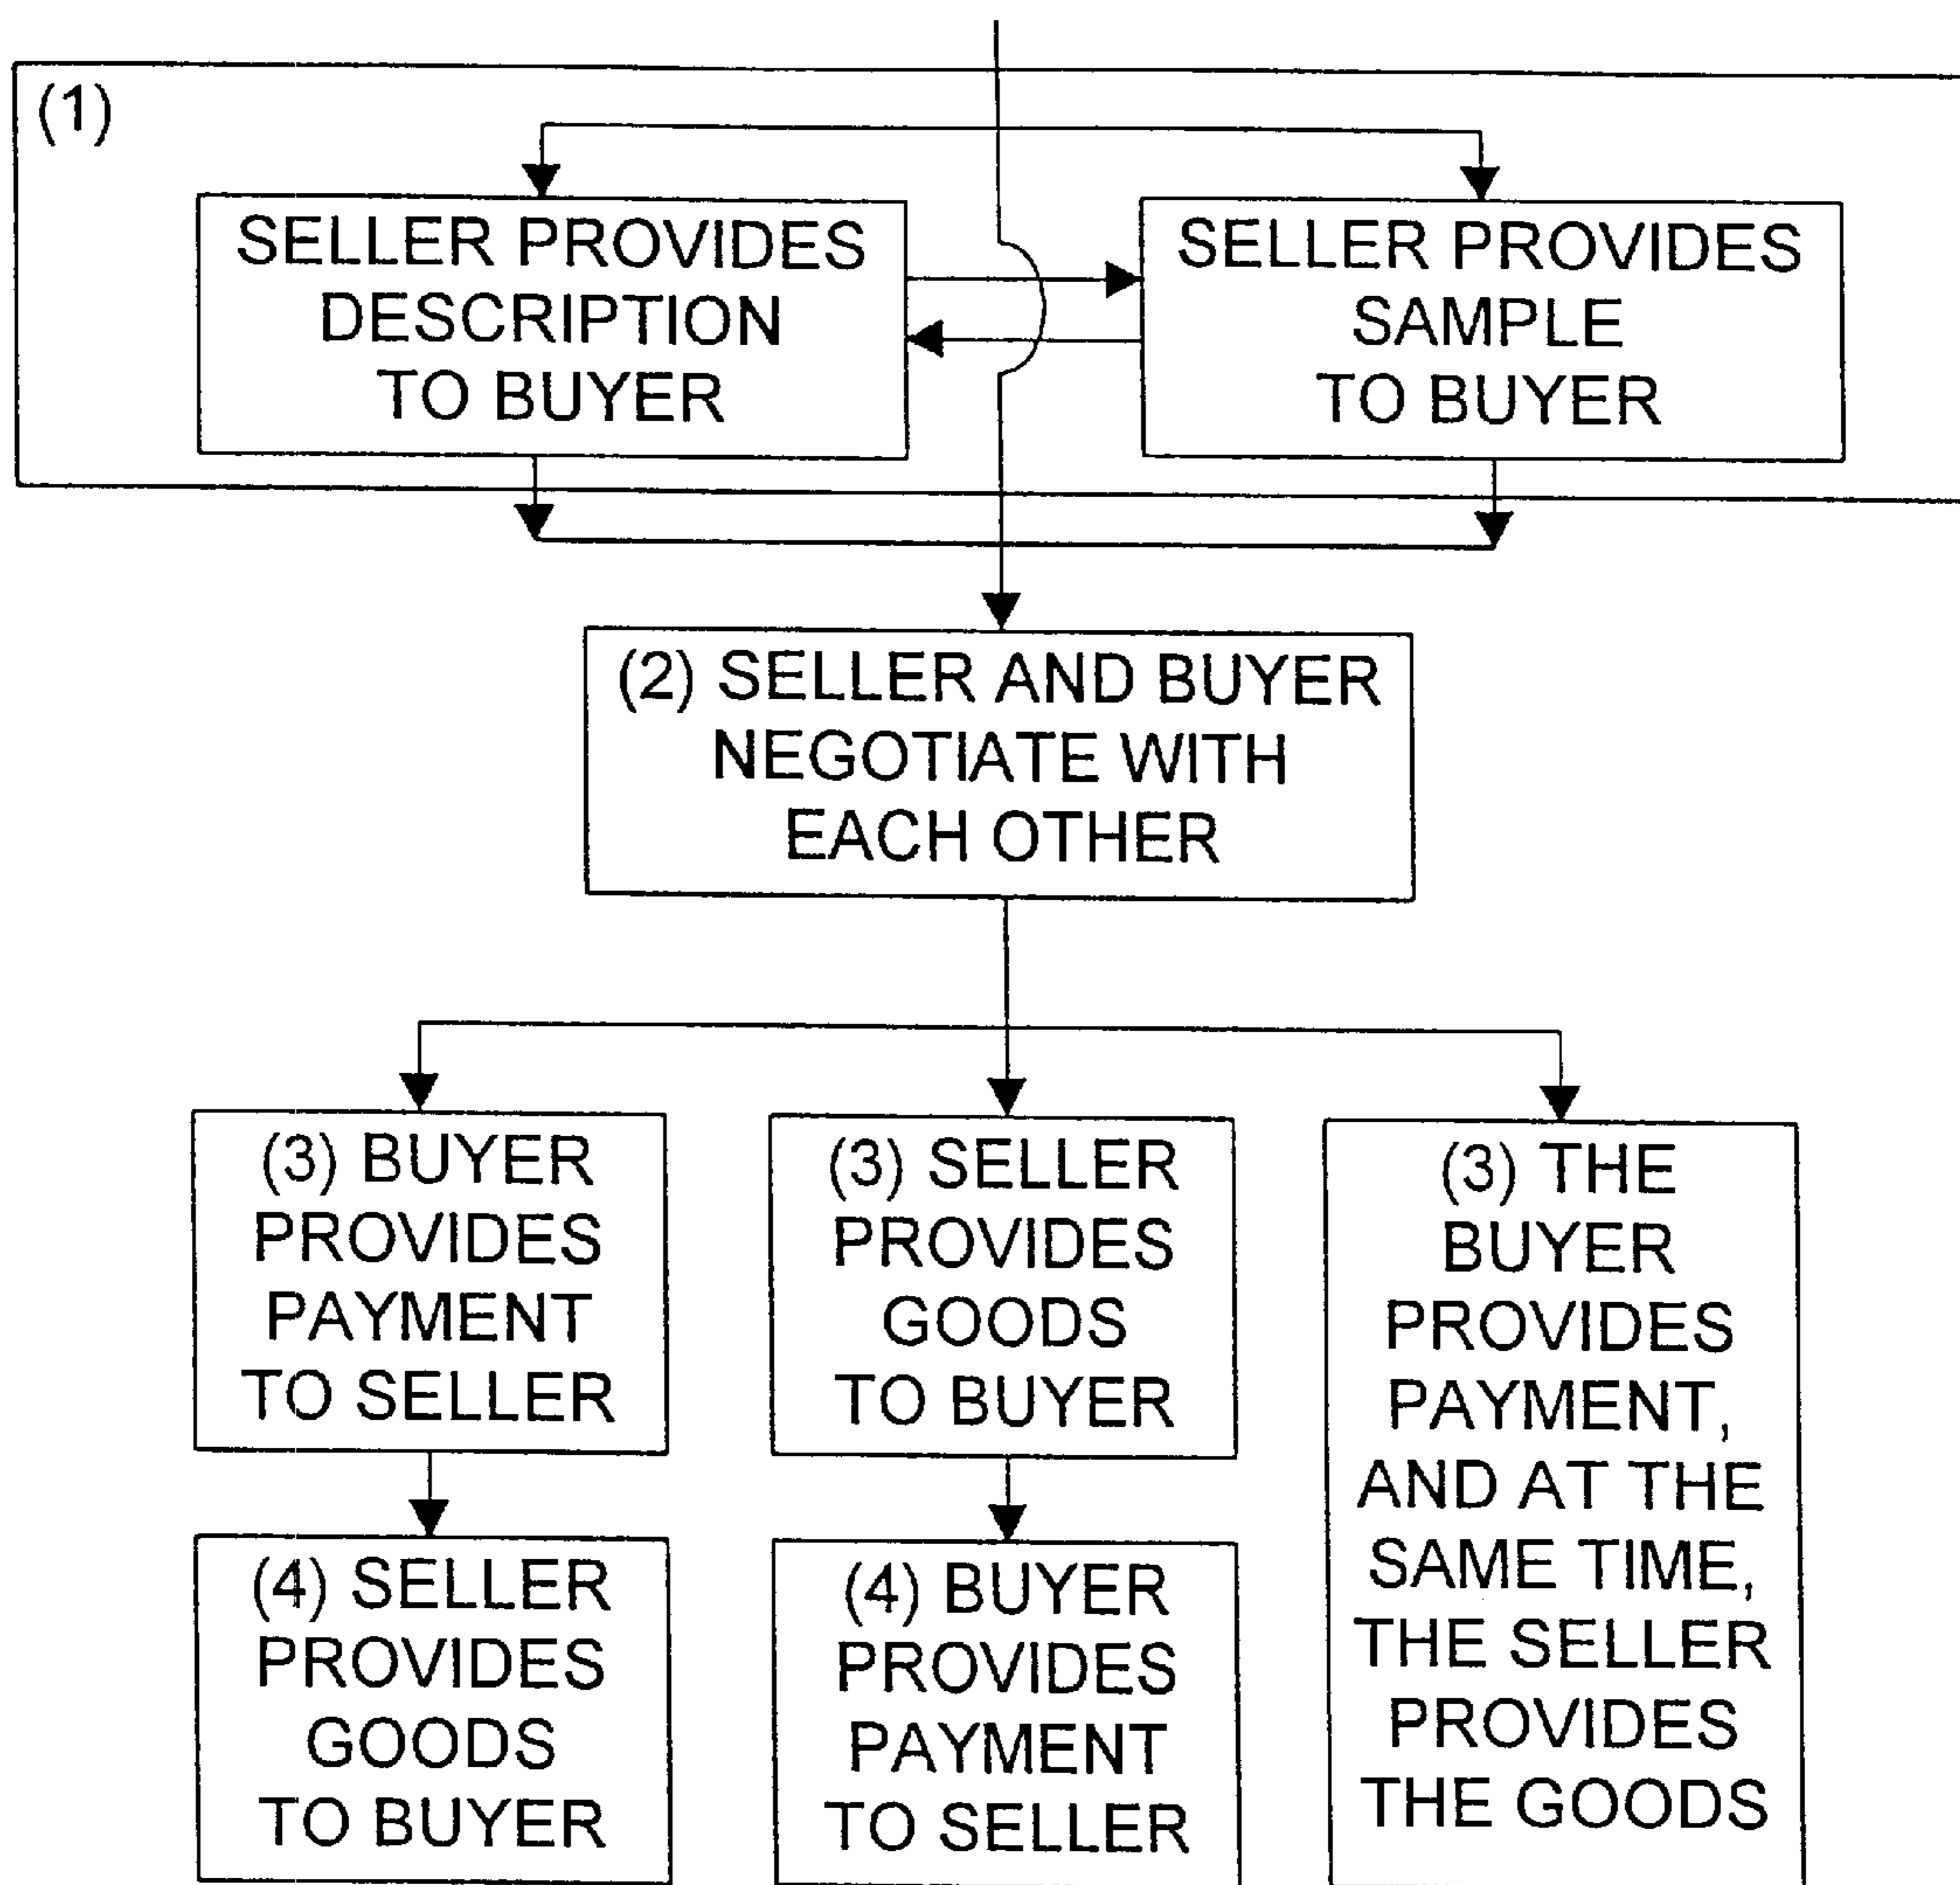 (1)
SELLER PROVIDES
DESCRIPTION
TO BUYER
SELLER PROVIDES
SAMPLE
TO BUYER
(2) SELLER AND BUYER
NEGOTIATE WITH
EACH OTHER
(3) BUYER
PROVIDES
PAYMENT
TO SELLER
(3) SELLER
PROVIDES
GOODS
TO BUYER
(3) THE
BUYER
PROVIDES
PAYMENT,
AND AT THE
SAME TIME,
THE SELLER
PROVIDES
THE GOODS
(4) SELLER
PROVIDES
GOODS
TO BUYER
(4) BUYER
PROVIDES
PAYMENT
TO SELLER